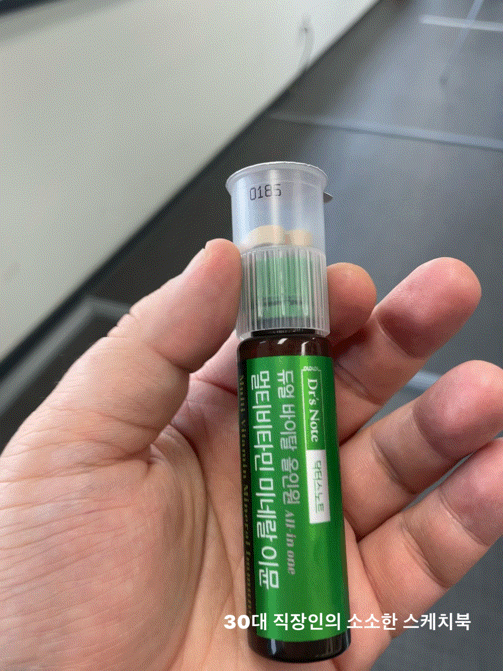 0185
Dr's Note
닥터스노트
듀얼 바이탈 올인원 All in one
멀티비타민 미네랄 이뮨
Multi Vitamin Mineral Immune
30대 직장인의 소소한 스케치북